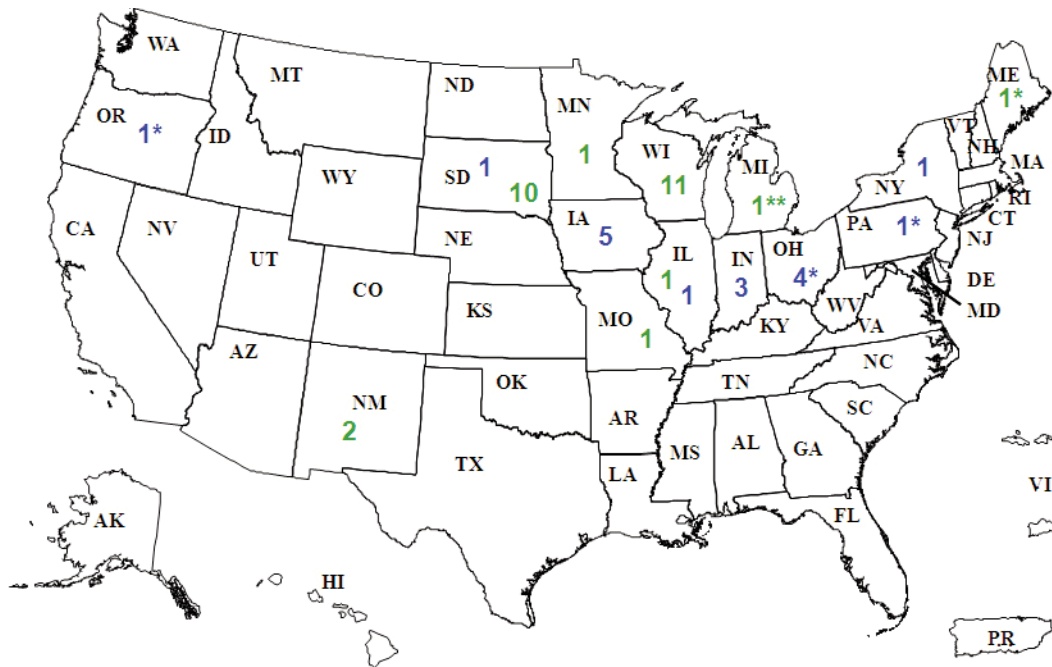 WA
MT
ND
MN
ME
1*
OR
1*
ID
WY
SD
1
10
1
WI
11
MI
1**
VT
NH
MA
NY
1
RI
CT
CA
NV
UT
CO
NE
KS
IA
5
IL
1
1
IN
3
OH
4*
PA
1*
NJ
DE
MD
WV
VA
KY
MO
1
AZ
NM
2
OK
AR
TN
NC
SC
TX
LA
MS
AL
GA
FL
VI
AK
HI
PR